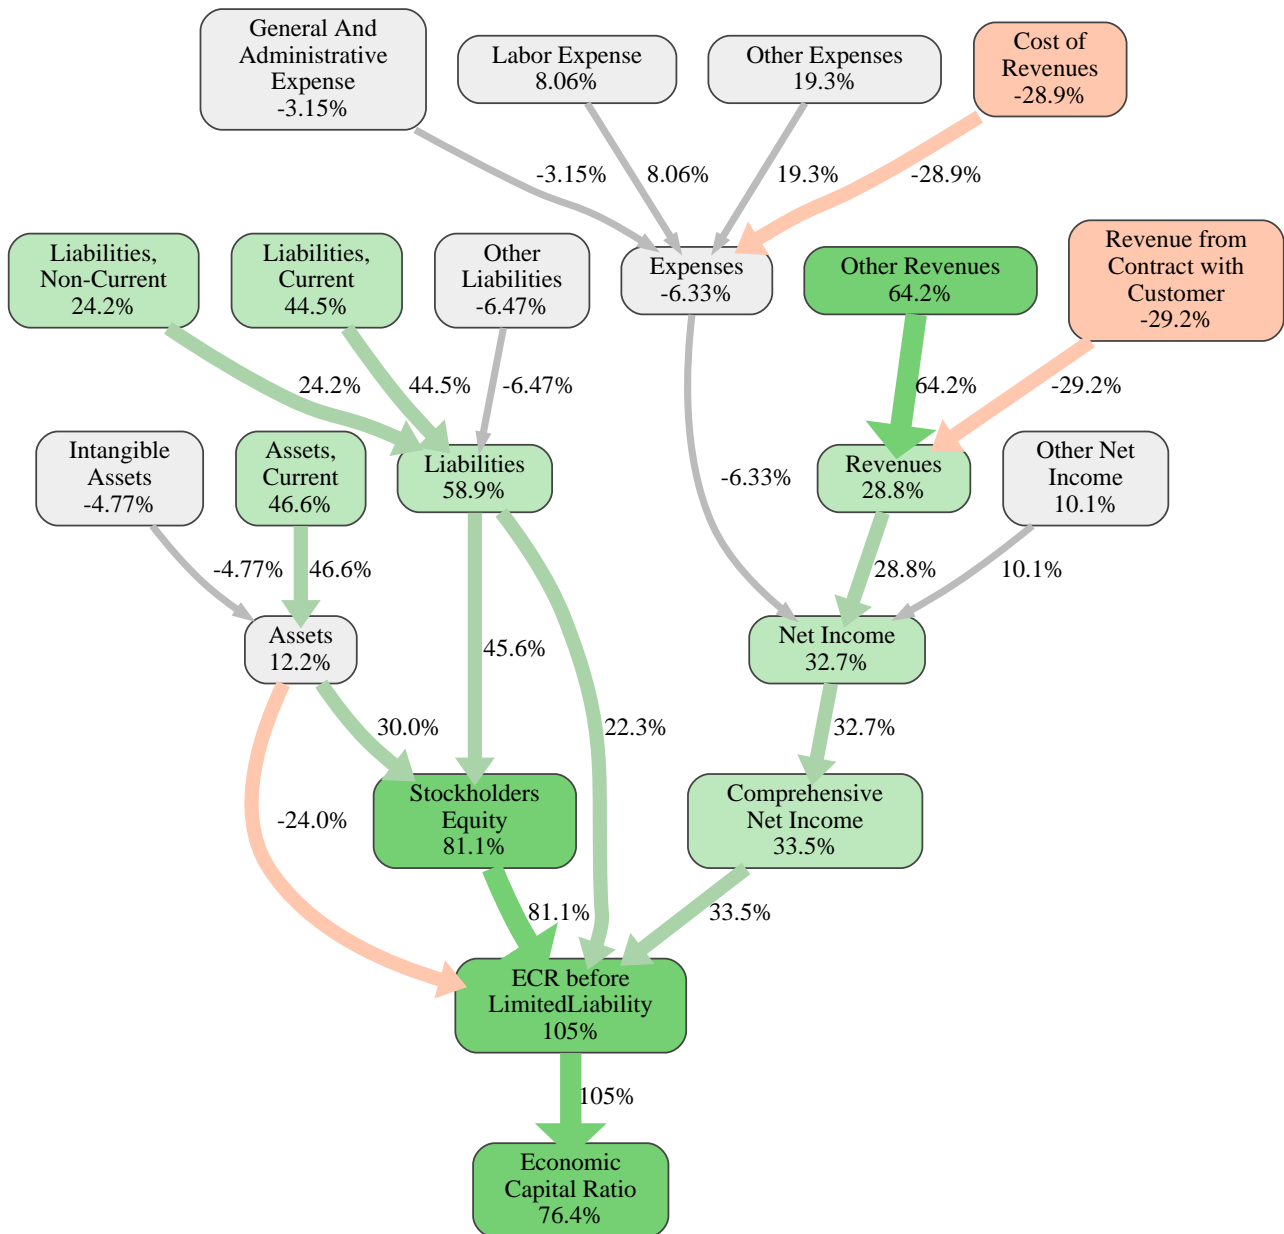 General And
Administrative
Expense
-3.15%
Labor Expense
8.06%
Other Expenses
19.3%
Cost of
Revenues
-28.9%
-3.15%
8.06%
19.3%
-28.9%
Liabilities,
Non-Current
24.2%
Liabilities,
Current
44.5%
Other
Liabilities
-6.47%
Expenses
-6.33%
Other Revenues
64.2%
Revenue from
Contract with
Customer
-29.2%
24.2%
44.5%
-6.47%
64.2%
-29.2%
Intangible
Assets
-4.77%
Assets,
Current
46.6%
Liabilities
58.9%
-6.33%
Revenues
28.8%
Other Net
Income
10.1%
-4.77%
46.6%
28.8%
10.1%
Assets
12.2%
45.6%
Net Income
32.7%
30.0%
22.3%
32.7%
-24.0%
Stockholders
Equity
81.1%
Comprehensive
Net Income
33.5%
81.1%
33.5%
ECR before
LimitedLiability
105%
105%
Economic
Capital Ratio
76.4%